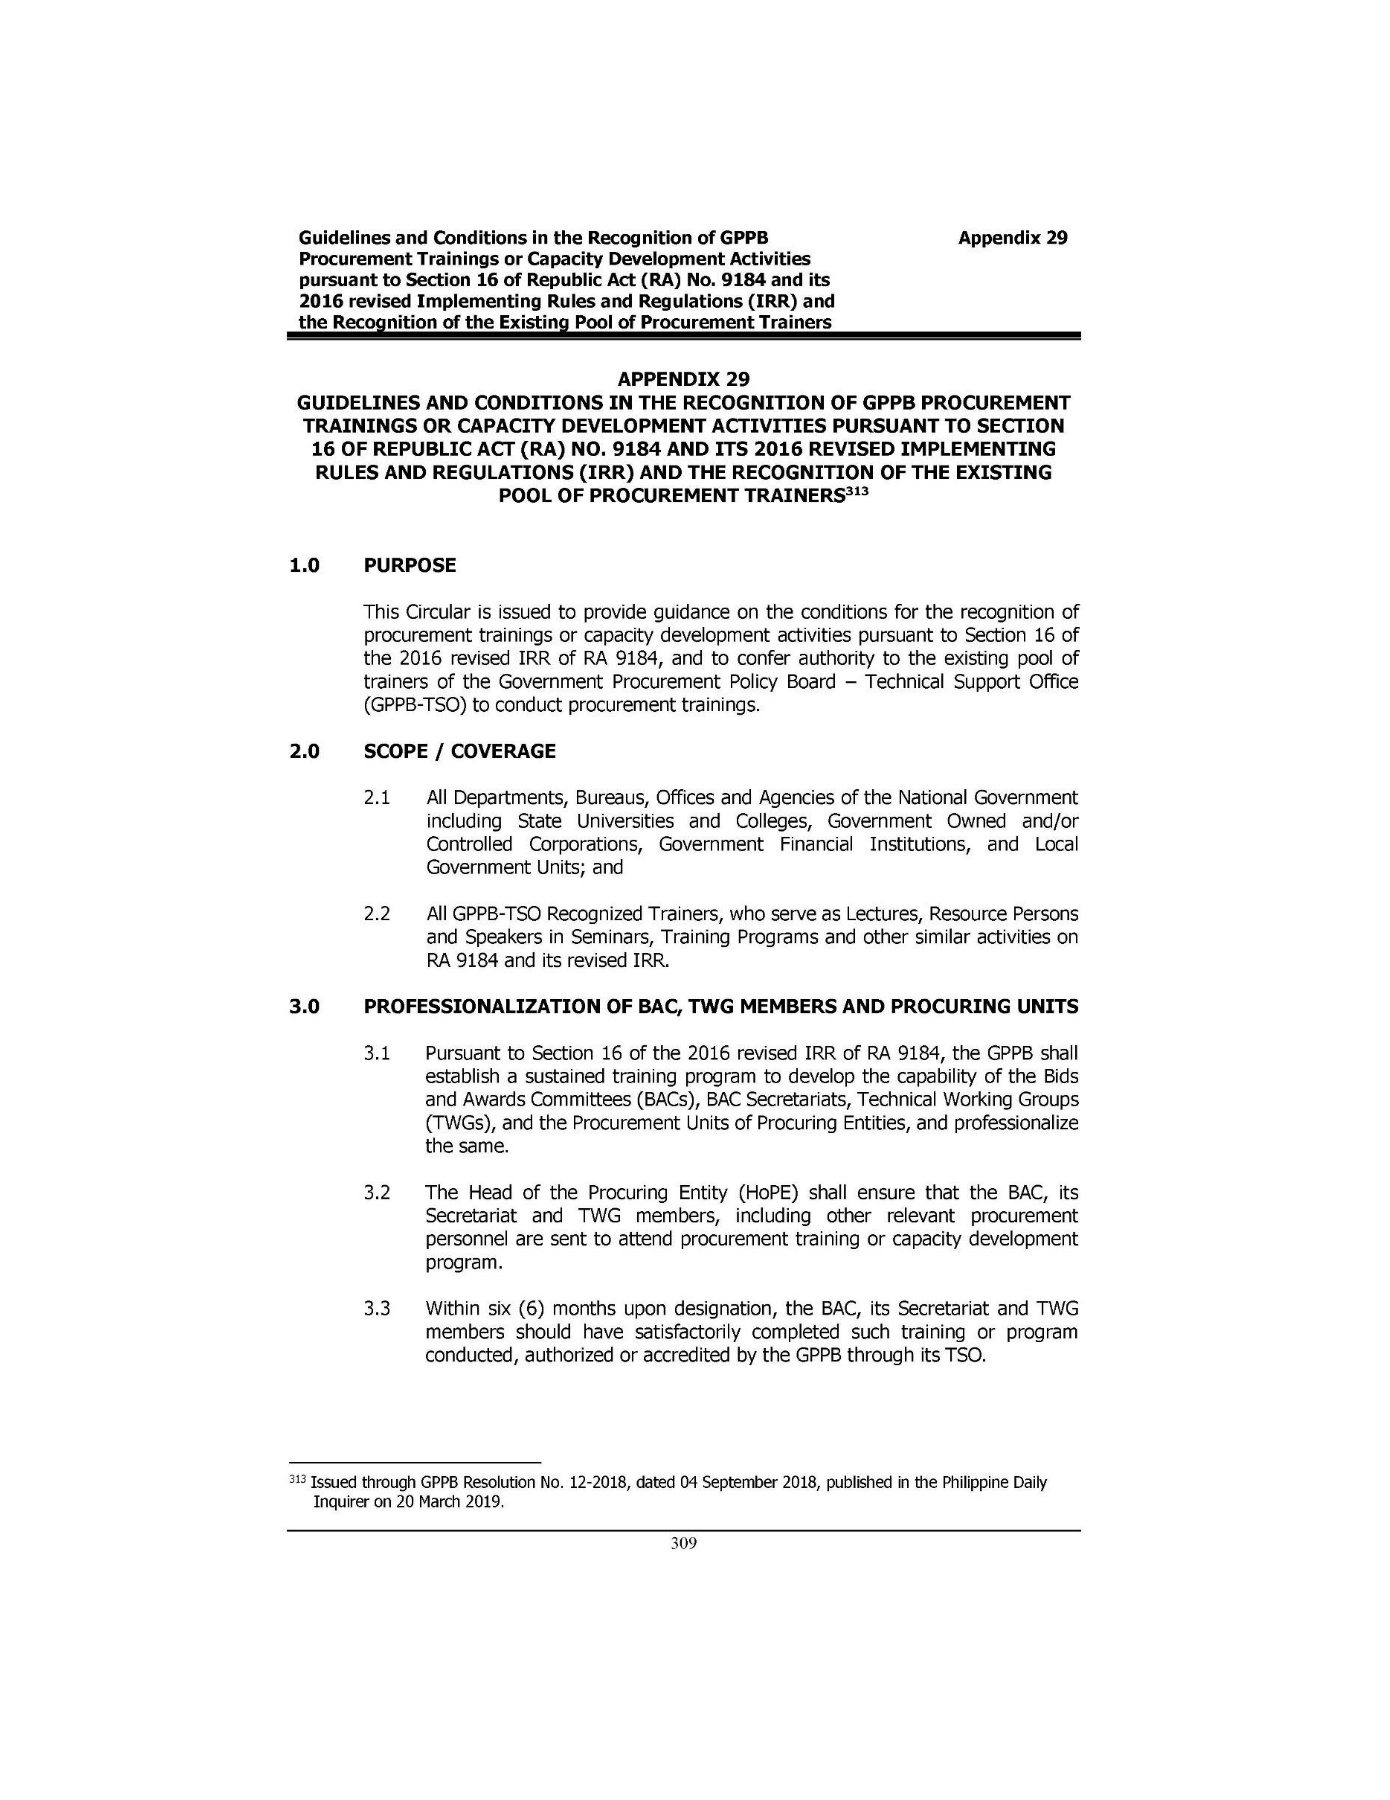 Guidelines and Conditions in the Recognition of GPPB
Appendix 29
Procurement Trainings or Capacity Development Activities
pursuant to Section 16 of Republic Act (RA) No. 9184 and its
2016 revised Implementing Rules and Regulations (IRR) and
the Recognition of the Existing Pool of Procurement Trainers
APPENDIX 29
GUIDELINES AND CONDITIONS IN THE RECOGNITION OF GPPB PROCUREMENT
TRAININGS OR CAPACITY DEVELOPMENT ACTIVITIES PURSUANT TO SECTION
16 OF REPUBLIC ACT (RA) NO. 9184 AND ITS 2016 REVISED IMPLEMENTING
RULES AND REGULATIONS (IRR) AND THE RECOGNITION OF THE EXISTING
POOL OF PROCUREMENT TRAINERS³¹³
1.0 PURPOSE
This Circular is issued to provide guidance on the conditions for the recognition of
procurement trainings or capacity development activities pursuant to Section 16 of
the 2016 revised IRR of RA 9184, and to confer authority to the existing pool of
trainers of the Government Procurement Policy Board – Technical Support Office
(GPPB-TSO) to conduct procurement trainings.
2.0 SCOPE / COVERAGE
2.1 All Departments, Bureaus, Offices and Agencies of the National Government
including State Universities and Colleges, Government Owned and/or
Controlled Corporations, Government Financial Institutions, and Local
Government Units; and
2.2 All GPPB-TSO Recognized Trainers, who serve as Lectures, Resource Persons
and Speakers in Seminars, Training Programs and other similar activities on
RA 9184 and its revised IRR.
3.0 PROFESSIONALIZATION OF BAC, TWG MEMBERS AND PROCURING UNITS
3.1 Pursuant to Section 16 of the 2016 revised IRR of RA 9184, the GPPB shall
establish a sustained training program to develop the capability of the Bids
and Awards Committees (BACs), BAC Secretariats, Technical Working Groups
(TWGs), and the Procurement Units of Procuring Entities, and professionalize
the same.
3.2 The Head of the Procuring Entity (HoPE) shall ensure that the BAC, its
Secretariat and TWG members, including other relevant procurement
personnel are sent to attend procurement training or capacity development
program.
3.3 Within six (6) months upon designation, the BAC, its Secretariat and TWG
members should have satisfactorily completed such training or program
conducted, authorized or accredited by the GPPB through its TSO.
³¹³ Issued through GPPB Resolution No. 12-2018, dated 04 September 2018, published in the Philippine Daily
Inquirer on 20 March 2019.
309